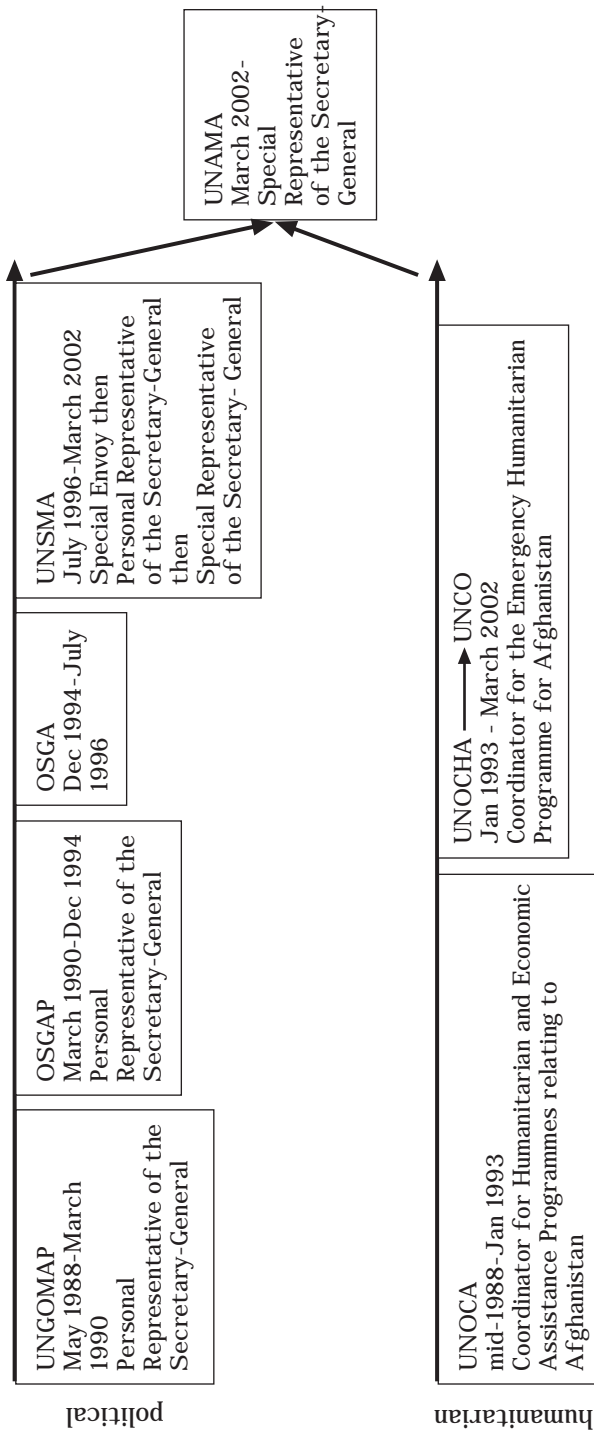 political
UNGOMAP
May 1988-March
1990
Personal
Representative of the
Secretary-General
OSGAP
March 1990-Dec 1994
Personal
Representative of the
Secretary-General
OSGA
Dec 1994-July
1996
UNSMA
July 1996-March 2002
Special Envoy then
Personal Representative
of the Secretary-General
then
Special Representative
of the Secretary- General
UNAMA
March 2002-
Special
Representative
of the Secretary-
General
humanitarian
UNOCA
mid-1988-Jan 1993
Coordinator for Humanitarian and Economic
Assistance Programmes relating to
Afghanistan
UNOCHA UNCO
Jan 1993 - March 2002
Coordinator for the Emergency Humanitarian
Programme for Afghanistan